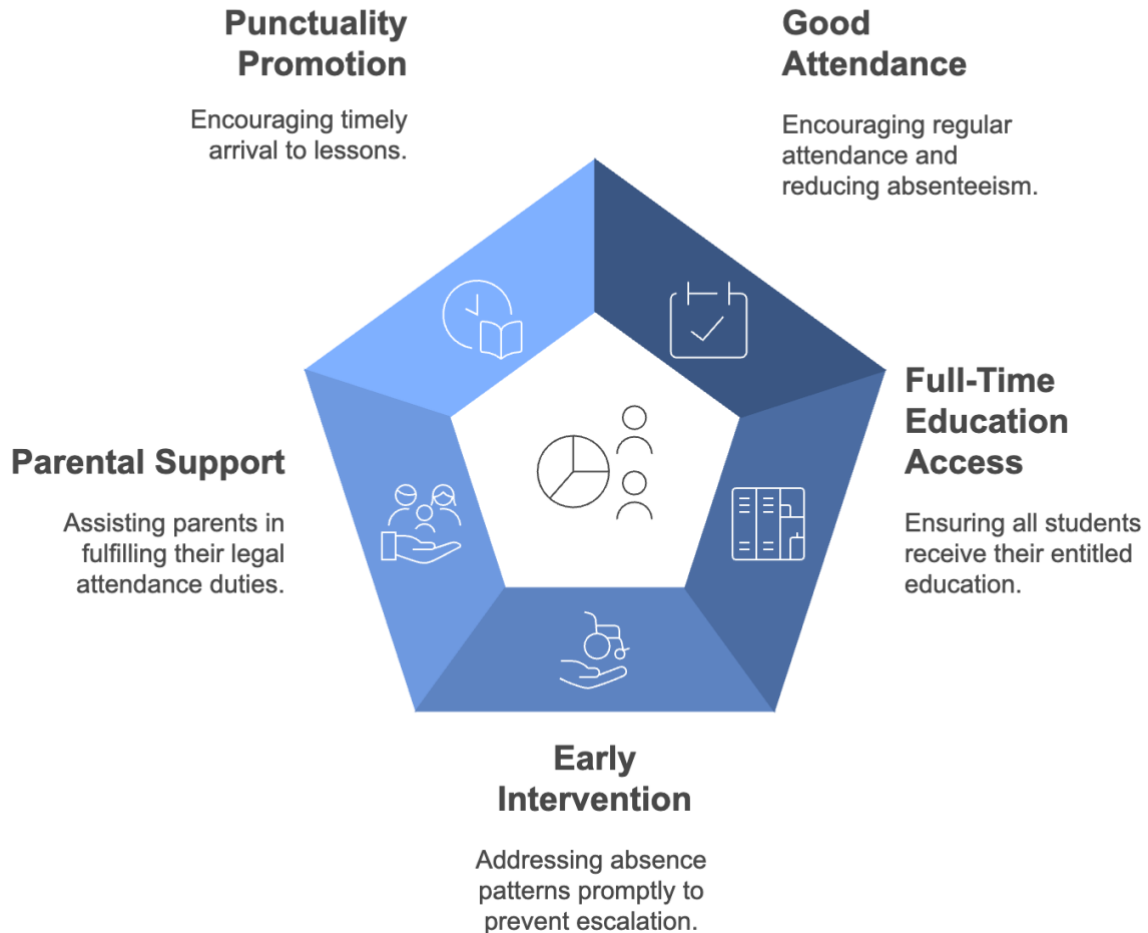 Punctuality
Promotion
Encouraging timely
arrival to lessons.
Good
Attendance
Encouraging regular
attendance and
reducing absenteeism.
Full-Time
Education
Access
Ensuring all students
receive their entitled
education.
Parental Support
Assisting parents in
fulfilling their legal
attendance duties.
Early
Intervention
Addressing absence
patterns promptly to
prevent escalation.